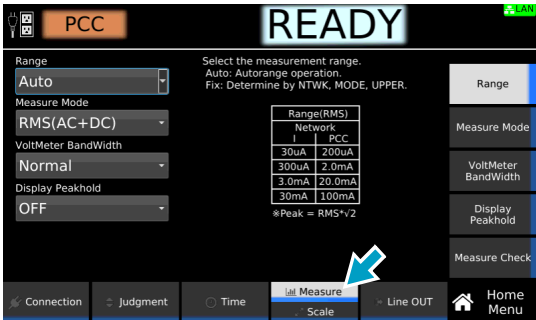 PCC
READY
LAN
Range
Auto
Measure Mode
RMS(AC+DC)
VoltMeter BandWidth
Normal
Display Peakhold
OFF
Select the measurement range.
Auto: Autorange operation.
Fix: Determine by NTWK, MODE, UPPER.
Range(RMS)
Network
I PCC
30uA 200uA
300uA 2.0mA
3.0mA 20.0mA
30mA 100mA
※Peak = RMS*√2
Range
Measure Mode
VoltMeter
BandWidth
Display
Peakhold
Measure Check
Connection
Judgment
Time
Measure
Scale
Line OUT
Home
Menu